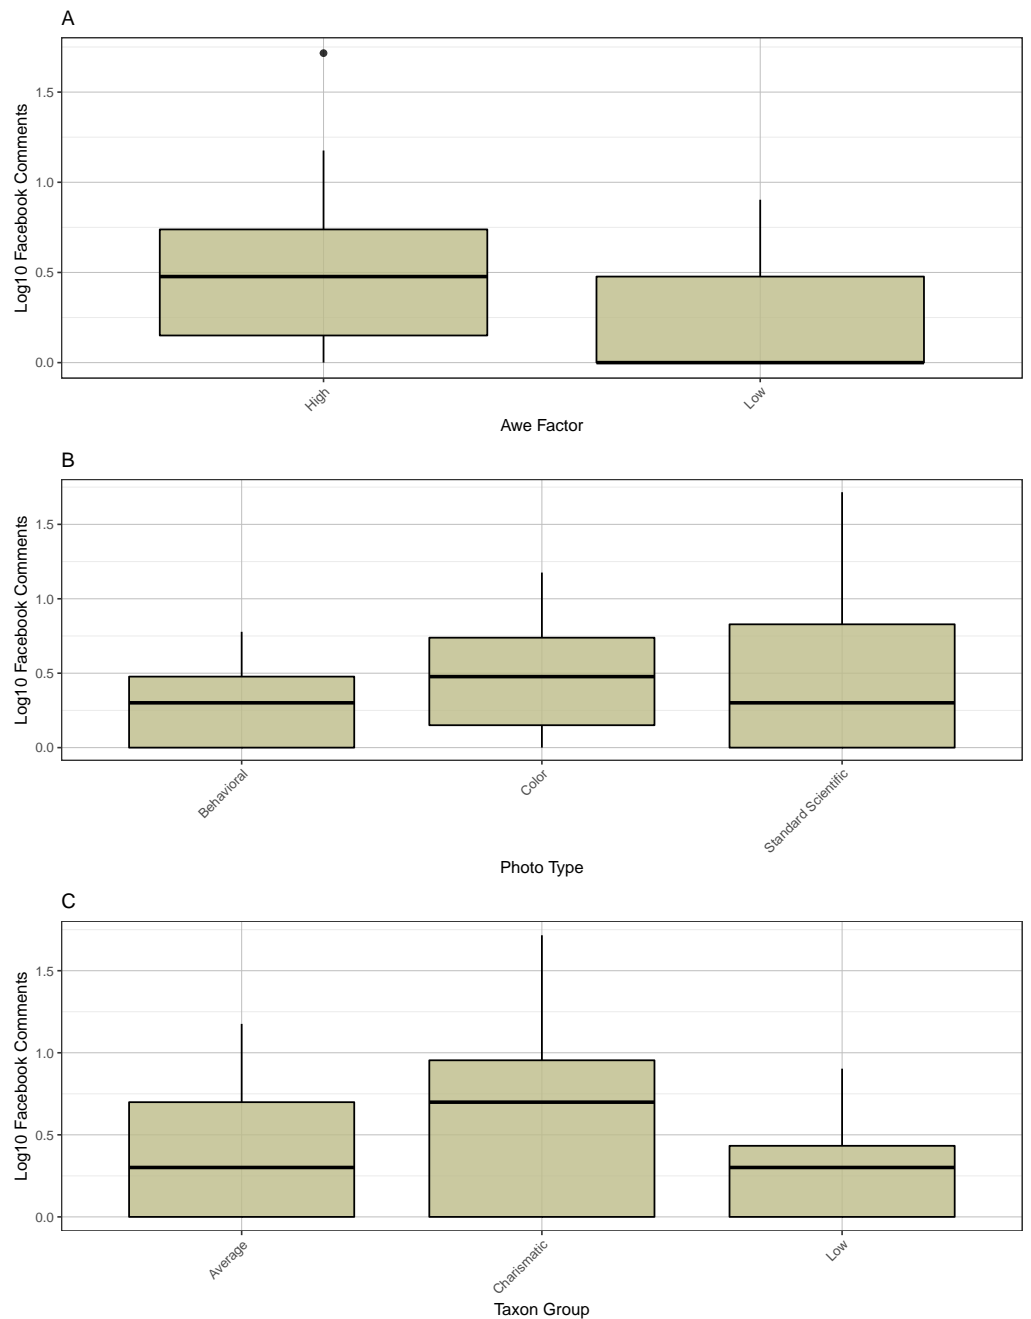 A
Log10 Facebook Comments
1.5
1.0
0.5
0.0
High
Low
Awe Factor
B
Log10 Facebook Comments
1.5
1.0
0.5
0.0
Behavioral
Color
Standard Scientific
Photo Type
C
Log10 Facebook Comments
1.5
1.0
0.5
0.0
Average
Charismatic
Low
Taxon Group